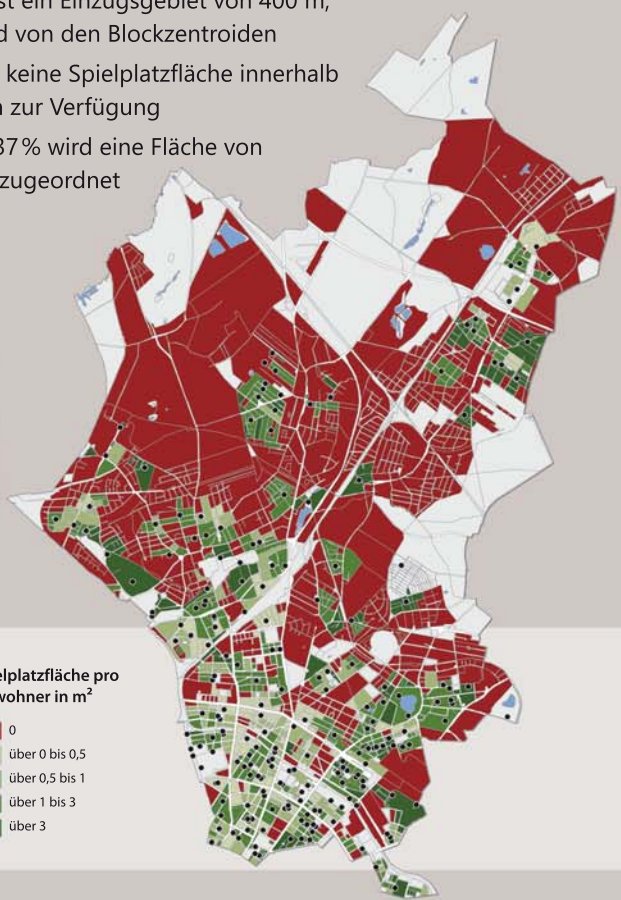 st ein Einzugsgebiet von 400 m,
d von den Blockzentroiden
keine Spielplatzfläche innerhalb
n zur Verfügung
37 % wird eine Fläche von
zugeordnet
elplatzfläche pro
wohner in m²
0
über 0 bis 0,5
über 0,5 bis 1
über 1 bis 3
über 3